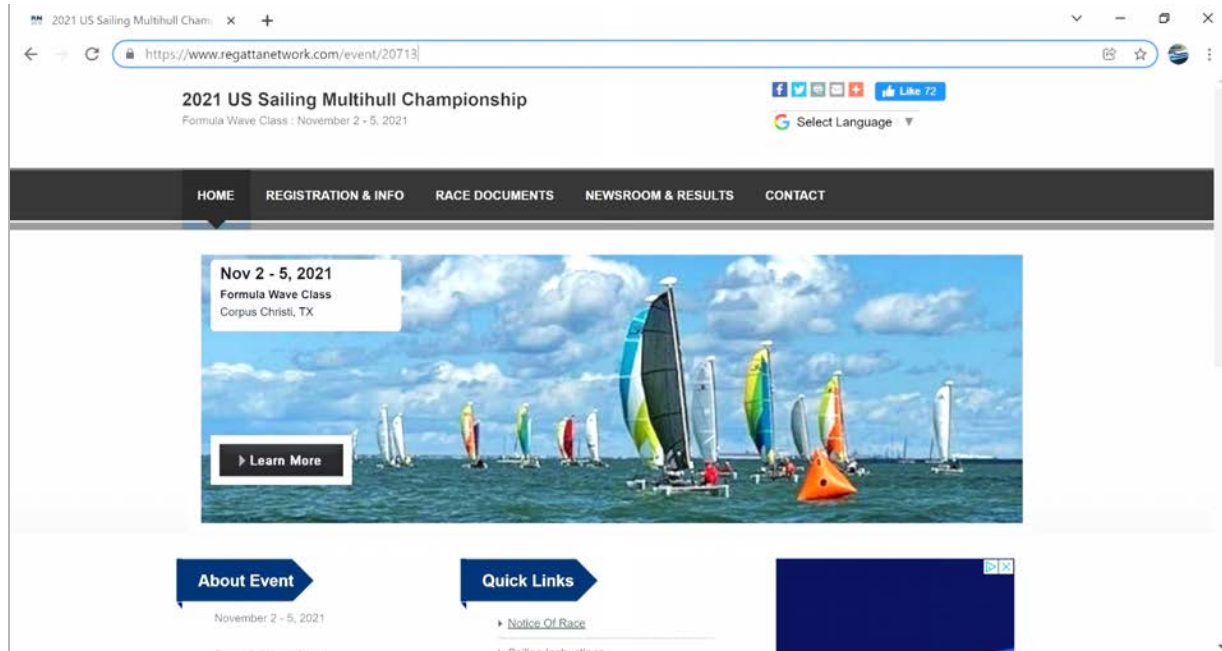 2021 US Sailing Multihull Cham
https://www.regattanetwork.com/event/20713
2021 US Sailing Multihull Championship
Formula Wave Class : November 2 - 5, 2021
Like 72
Select Language
HOME REGISTRATION & INFO RACE DOCUMENTS NEWSROOM & RESULTS CONTACT
Nov 2 - 5, 2021
Formula Wave Class
Corpus Christi, TX
Learn More
About Event
November 2 - 5, 2021
Quick Links
Notice Of Race